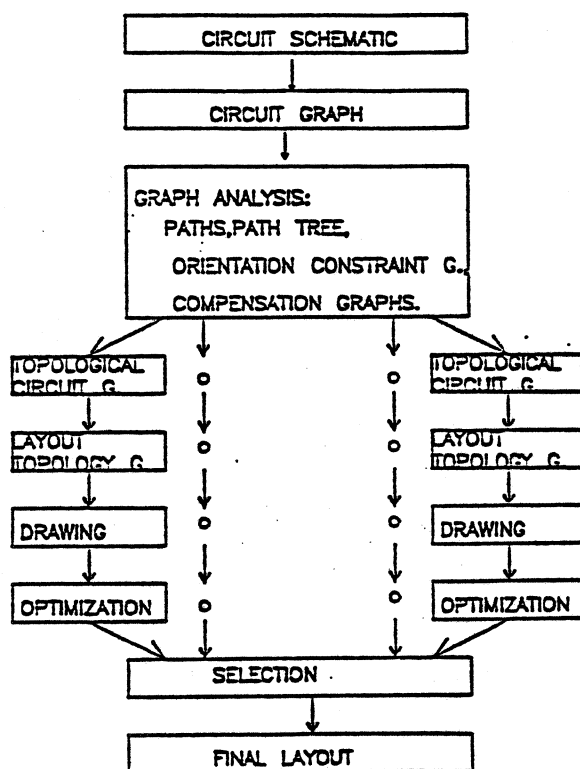 CIRCUIT SCHEMATIC
CIRCUIT GRAPH
GRAPH ANALYSIS:
PATHS,PATH TREE,
ORIENTATION CONSTRAINT G.,
COMPENSATION GRAPHS.
TOPOLOGICAL
CIRCUIT G.
LAYOUT
TOPOLOGY G.
DRAWING
OPTIMIZATION
TOPOLOGICAL
CIRCUIT G.
LAYOUT
TOPOLOGY G.
DRAWING
OPTIMIZATION
SELECTION
FINAL LAYOUT